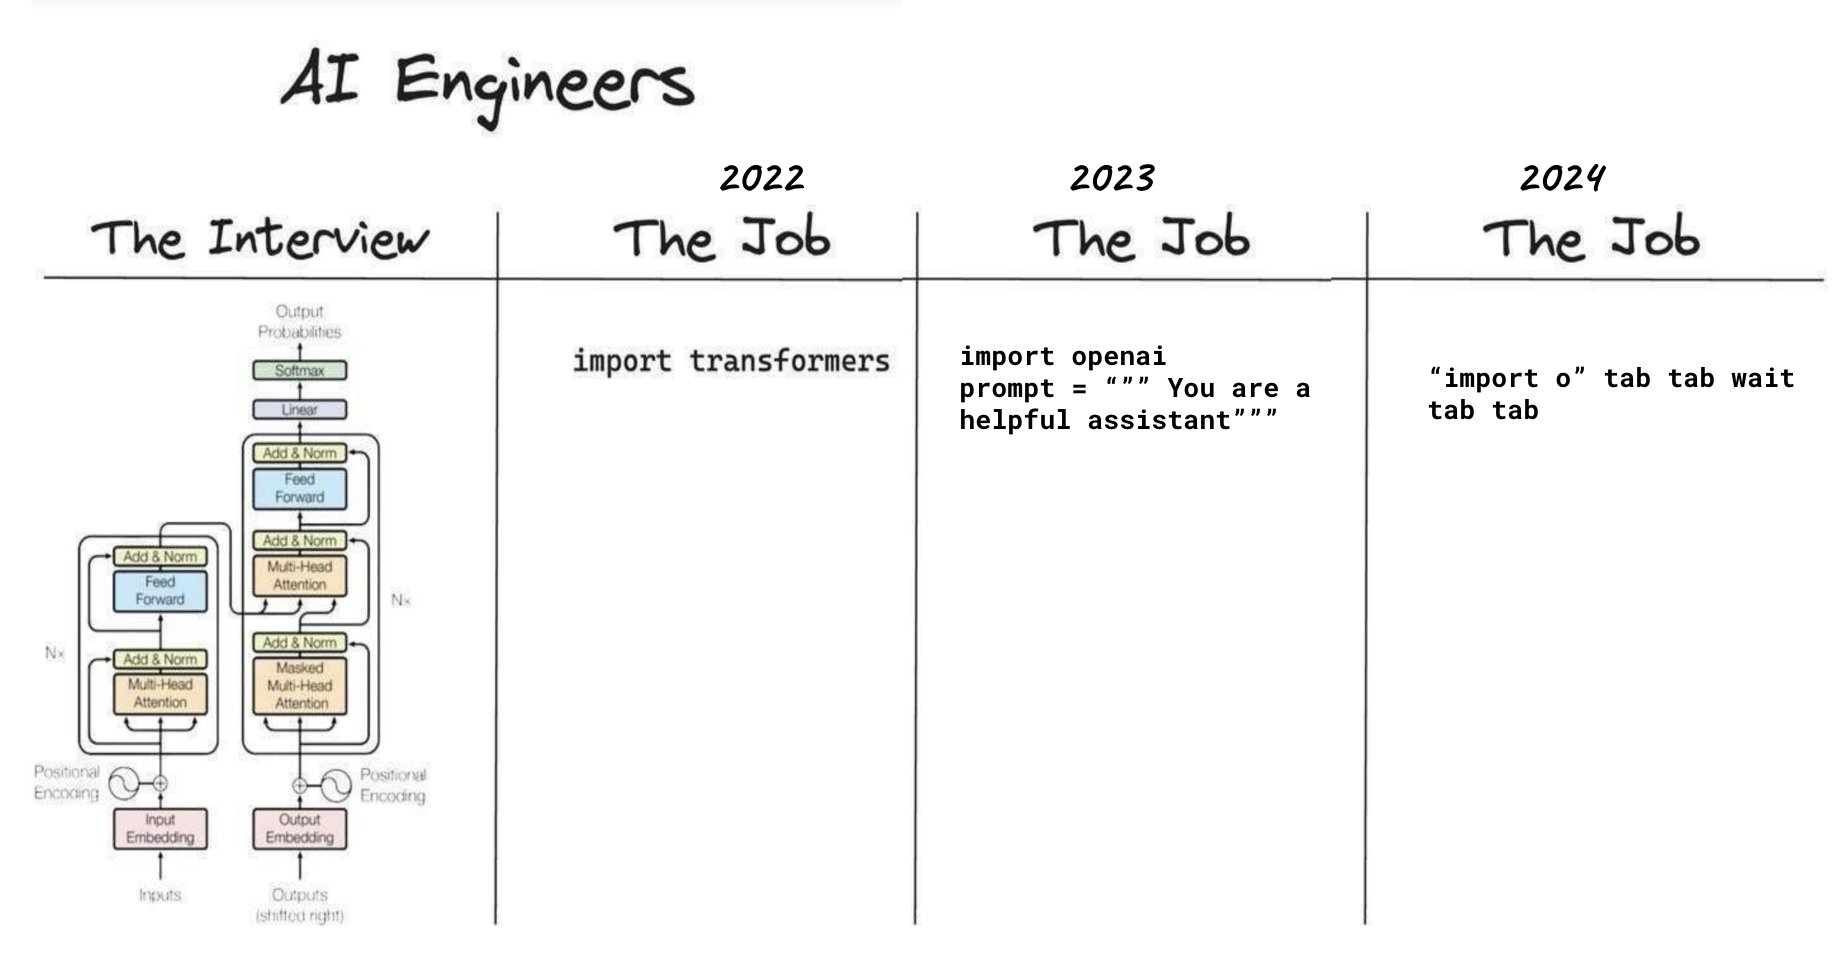 AI Engineers
2022
2023
2024
The Interview
The Job
The Job
The Job
Output
Probabilities
Softmax
Linear
Add & Norm
Feed
Forward
Add & Norm
Multi-Head
Attention
Add & Norm
Feed
Forward
Nx
Add & Norm
Masked
Multi-Head
Attention
Nx
Add & Norm
Multi-Head
Attention
Positional
Encoding
Positional
Encoding
Input
Embedding
Output
Embedding
Inputs
Outputs
(shifted right)
import transformers
import openai
prompt = “”” You are a
helpful assistant”””
“import o” tab tab wait
tab tab